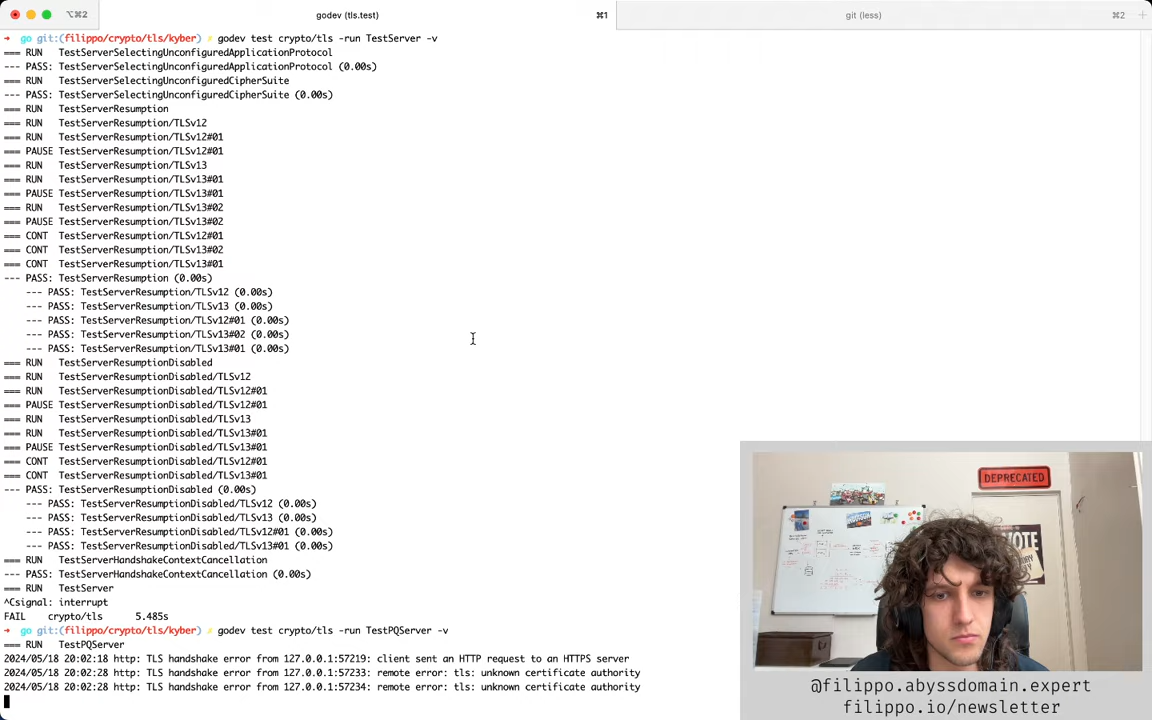 ⌥⌘2
godev (tls.test)
⌘1
git (less)
⌘2
→ go git:(filippo/crypto/tls/kyber) ⚡ godev test crypto/tls -run TestServer -v
=== RUN   TestServerSelectingUnconfiguredApplicationProtocol
--- PASS: TestServerSelectingUnconfiguredApplicationProtocol (0.00s)
=== RUN   TestServerSelectingUnconfiguredCipherSuite
--- PASS: TestServerSelectingUnconfiguredCipherSuite (0.00s)
=== RUN   TestServerResumption
=== RUN   TestServerResumption/TLSv12
=== RUN   TestServerResumption/TLSv12#01
=== PAUSE TestServerResumption/TLSv12#01
=== RUN   TestServerResumption/TLSv13
=== RUN   TestServerResumption/TLSv13#01
=== PAUSE TestServerResumption/TLSv13#01
=== RUN   TestServerResumption/TLSv13#02
=== PAUSE TestServerResumption/TLSv13#02
=== CONT  TestServerResumption/TLSv12#01
=== CONT  TestServerResumption/TLSv13#02
=== CONT  TestServerResumption/TLSv13#01
--- PASS: TestServerResumption (0.00s)
    --- PASS: TestServerResumption/TLSv12 (0.00s)
    --- PASS: TestServerResumption/TLSv13 (0.00s)
    --- PASS: TestServerResumption/TLSv12#01 (0.00s)
    --- PASS: TestServerResumption/TLSv13#02 (0.00s)
    --- PASS: TestServerResumption/TLSv13#01 (0.00s)
=== RUN   TestServerResumptionDisabled
=== RUN   TestServerResumptionDisabled/TLSv12
=== RUN   TestServerResumptionDisabled/TLSv12#01
=== PAUSE TestServerResumptionDisabled/TLSv12#01
=== RUN   TestServerResumptionDisabled/TLSv13
=== RUN   TestServerResumptionDisabled/TLSv13#01
=== PAUSE TestServerResumptionDisabled/TLSv13#01
=== CONT  TestServerResumptionDisabled/TLSv12#01
=== CONT  TestServerResumptionDisabled/TLSv13#01
--- PASS: TestServerResumptionDisabled (0.00s)
    --- PASS: TestServerResumptionDisabled/TLSv12 (0.00s)
    --- PASS: TestServerResumptionDisabled/TLSv13 (0.00s)
    --- PASS: TestServerResumptionDisabled/TLSv12#01 (0.00s)
    --- PASS: TestServerResumptionDisabled/TLSv13#01 (0.00s)
=== RUN   TestServerHandshakeContextCancellation
--- PASS: TestServerHandshakeContextCancellation (0.00s)
=== RUN   TestServer
^Csignal: interrupt
FAIL    crypto/tls      5.485s
→ go git:(filippo/crypto/tls/kyber) ⚡ godev test crypto/tls -run TestPQServer -v
=== RUN   TestPQServer
2024/05/18 20:02:18 http: TLS handshake error from 127.0.0.1:57219: client sent an HTTP request to an HTTPS server
2024/05/18 20:02:28 http: TLS handshake error from 127.0.0.1:57233: remote error: tls: unknown certificate authority
2024/05/18 20:02:28 http: TLS handshake error from 127.0.0.1:57234: remote error: tls: unknown certificate authority
DEPRECATED
VOTE
@filippo.abyssdomain.expert
filippo.io/newsletter